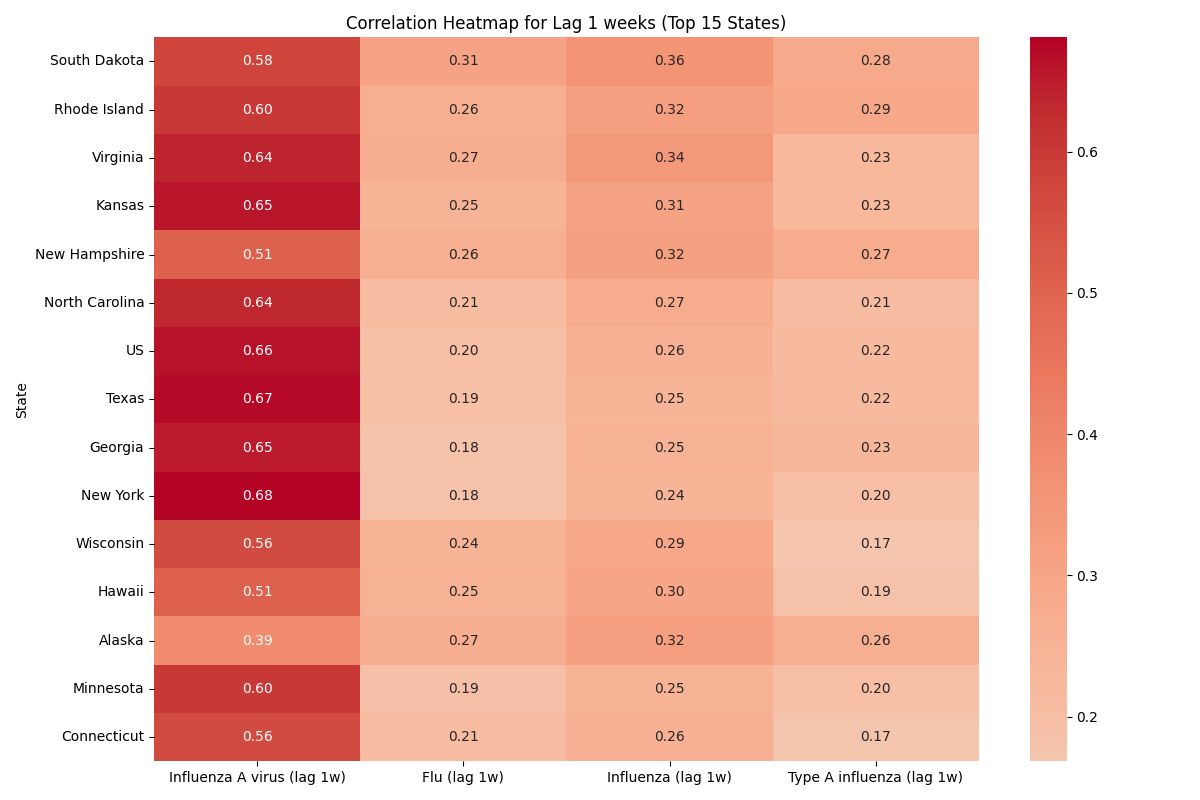 Correlation Heatmap for Lag 1 weeks (Top 15 States)
State
South Dakota 0.58 0.31 0.36 0.28
Rhode Island 0.60 0.26 0.32 0.29
Virginia 0.64 0.27 0.34 0.23
Kansas 0.65 0.25 0.31 0.23
New Hampshire 0.51 0.26 0.32 0.27
North Carolina 0.64 0.21 0.27 0.21
US 0.66 0.20 0.26 0.22
Texas 0.67 0.19 0.25 0.22
Georgia 0.65 0.18 0.25 0.23
New York 0.68 0.18 0.24 0.20
Wisconsin 0.56 0.24 0.29 0.17
Hawaii 0.51 0.25 0.30 0.19
Alaska 0.39 0.27 0.32 0.26
Minnesota 0.60 0.19 0.25 0.20
Connecticut 0.56 0.21 0.26 0.17
Influenza A virus (lag 1w) Flu (lag 1w) Influenza (lag 1w) Type A influenza (lag 1w)
0.6
0.5
0.4
0.3
0.2